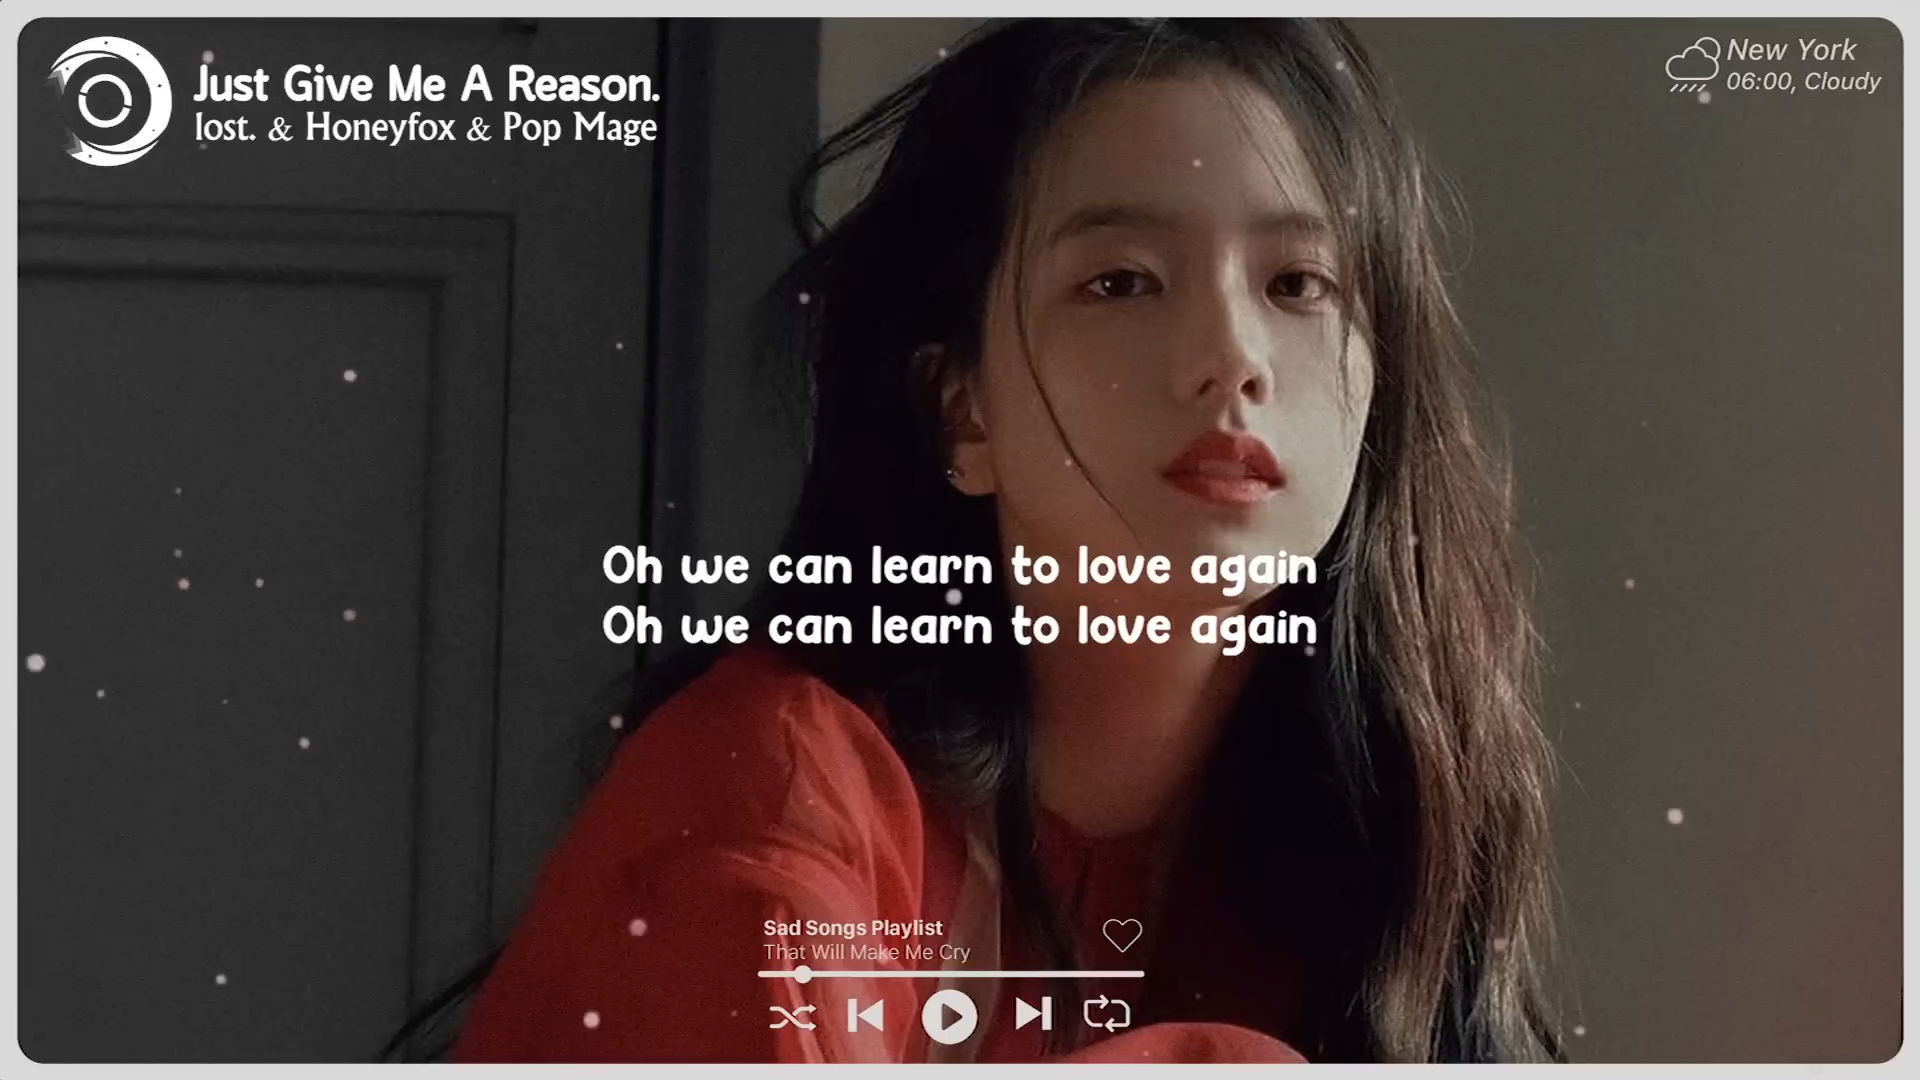 Just Give Me A Reason.
lost. & Honeyfox & Pop Mage
New York
06:00, Cloudy
Oh we can learn to love again
Oh we can learn to love again
Sad Songs Playlist
That Will Make Me Cry